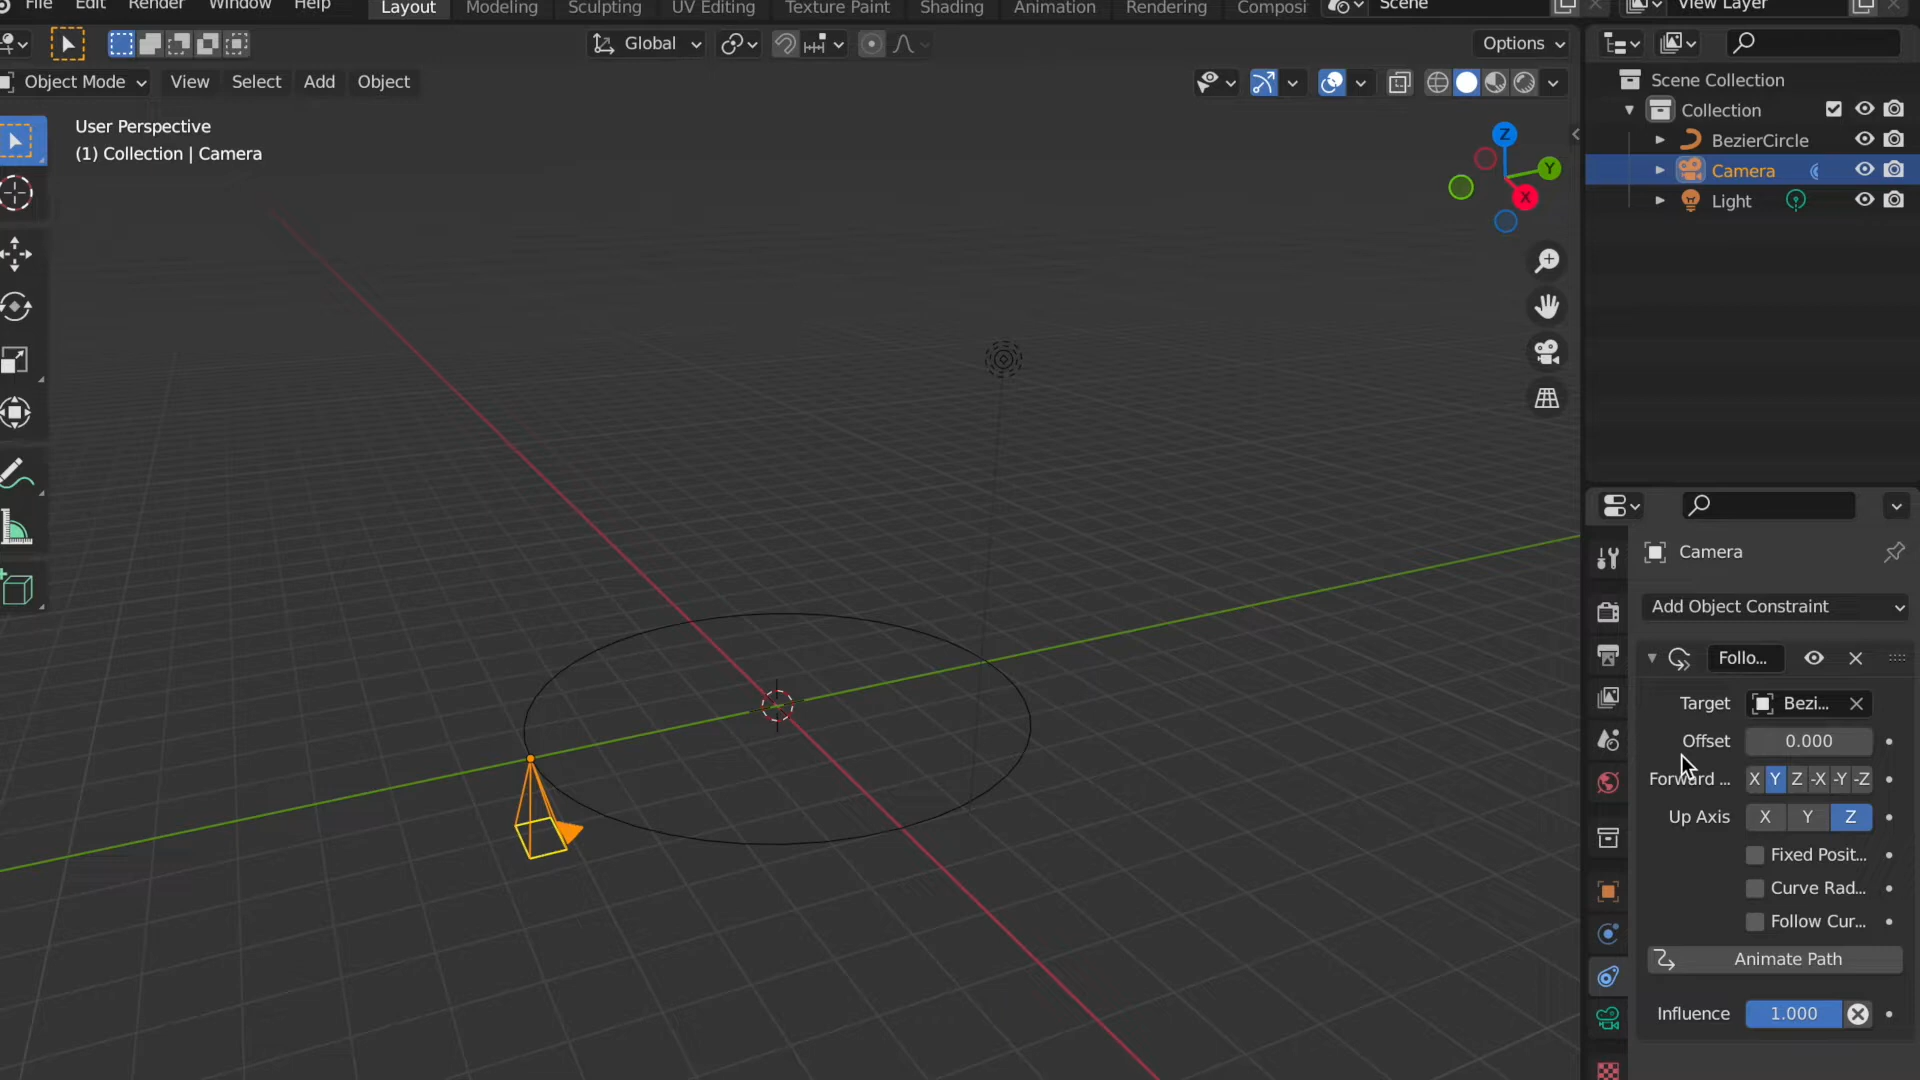 File Edit Render Window Help Layout Modeling Sculpting UV Editing Texture Paint Shading Animation Rendering Composi Scene View Layer
Global Options
Object Mode View Select Add Object
User Perspective
(1) Collection | Camera
Z
Y
X
Scene Collection
Collection
BezierCircle
Camera
Light
Camera
Add Object Constraint
Follo...
Target Bezi...
Offset 0.000
Forward ... X Y Z -X -Y -Z
Up Axis X Y Z
Fixed Posit...
Curve Rad...
Follow Cur...
Animate Path
Influence 1.000